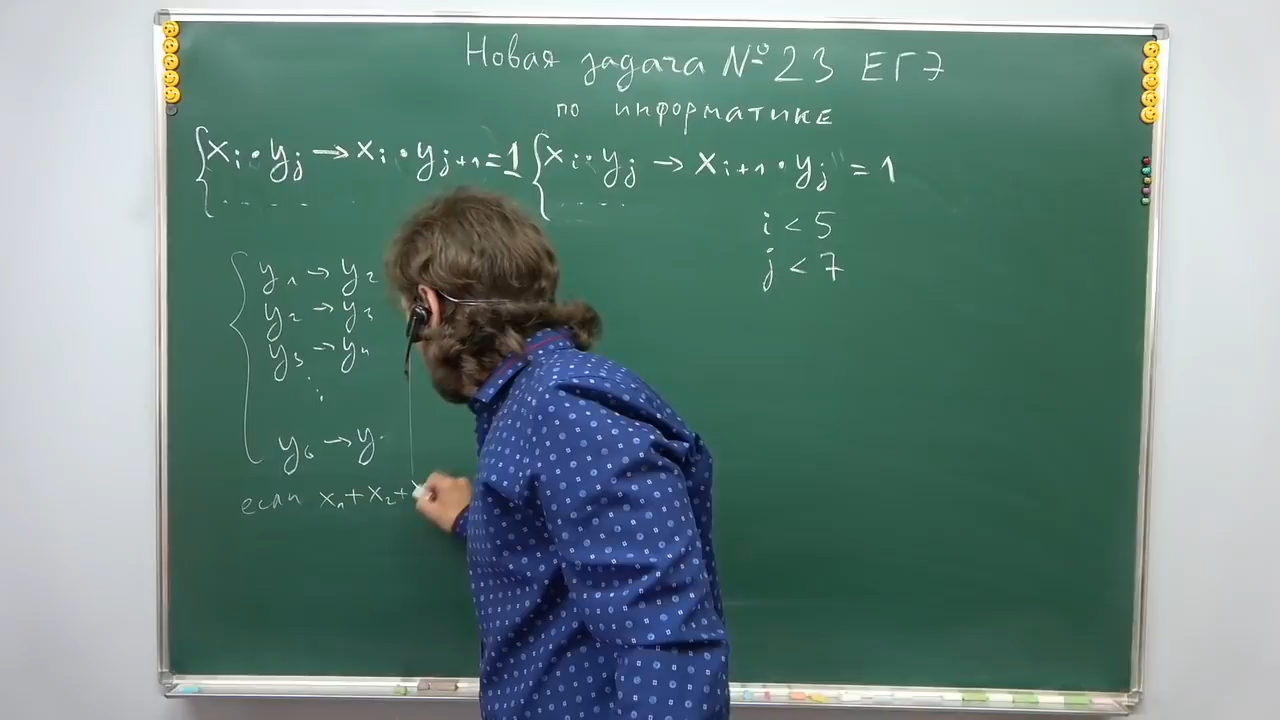 Новая задача №23 ЕГЭ
по информатике
{ xᵢ · yⱼ → xᵢ · yⱼ₊₁ = 1 { xᵢ · yⱼ → xᵢ₊₁ · yⱼ = 1
i < 5
j < 7
y₁ → y₂
y₂ → y₃
y₃ → y₄
⋮
y₆ → y
если x₁ + x₂ +